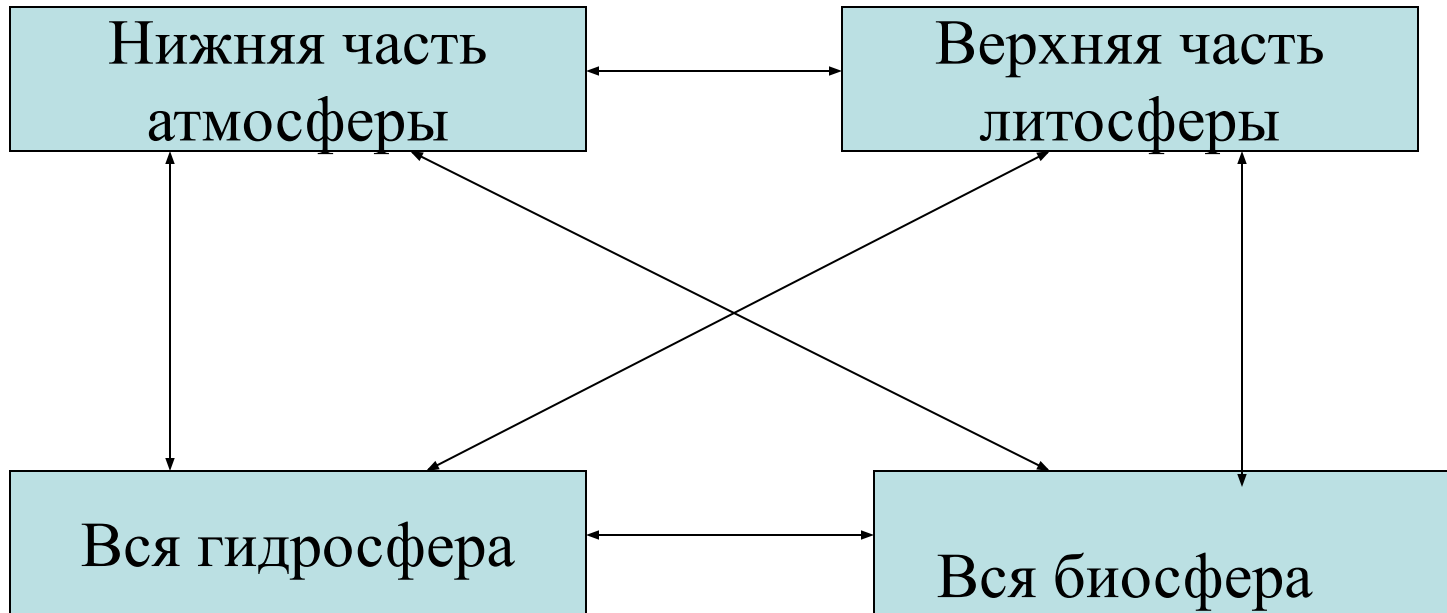 Нижняя часть
атмосферы
Верхняя часть
литосферы
Вся гидросфера
Вся биосфера